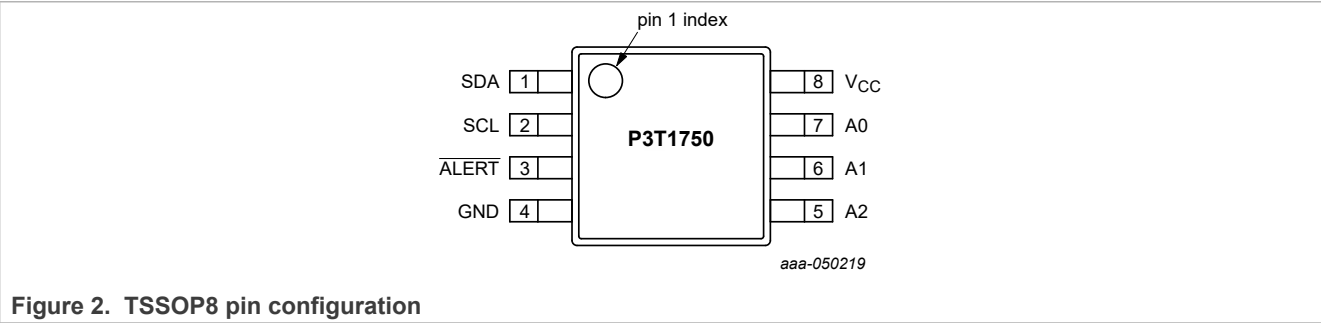 pin 1 index
SDA 1 8 VCC
SCL 2 P3T1750 7 A0
ALERT 3 6 A1
GND 4 5 A2
aaa-050219
Figure 2. TSSOP8 pin configuration